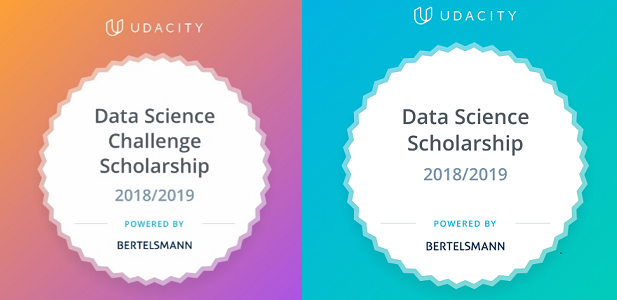 UDACITY
Data Science
Challenge
Scholarship
2018/2019
POWERED BY
BERTELSMANN
UDACITY
Data Science
Scholarship
2018/2019
POWERED BY
BERTELSMANN